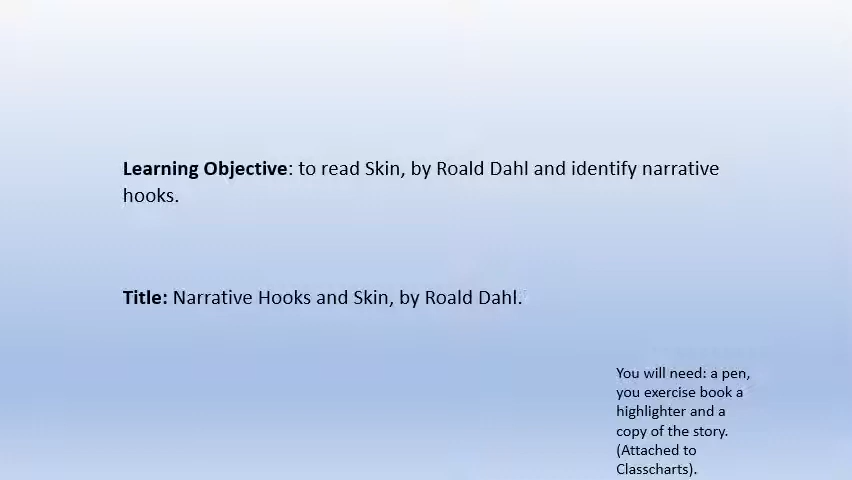 Learning Objective: to read Skin, by Roald Dahl and identify narrative
hooks.
Title: Narrative Hooks and Skin, by Roald Dahl.
You will need: a pen,
you exercise book a
highlighter and a
copy of the story.
(Attached to
Classcharts).